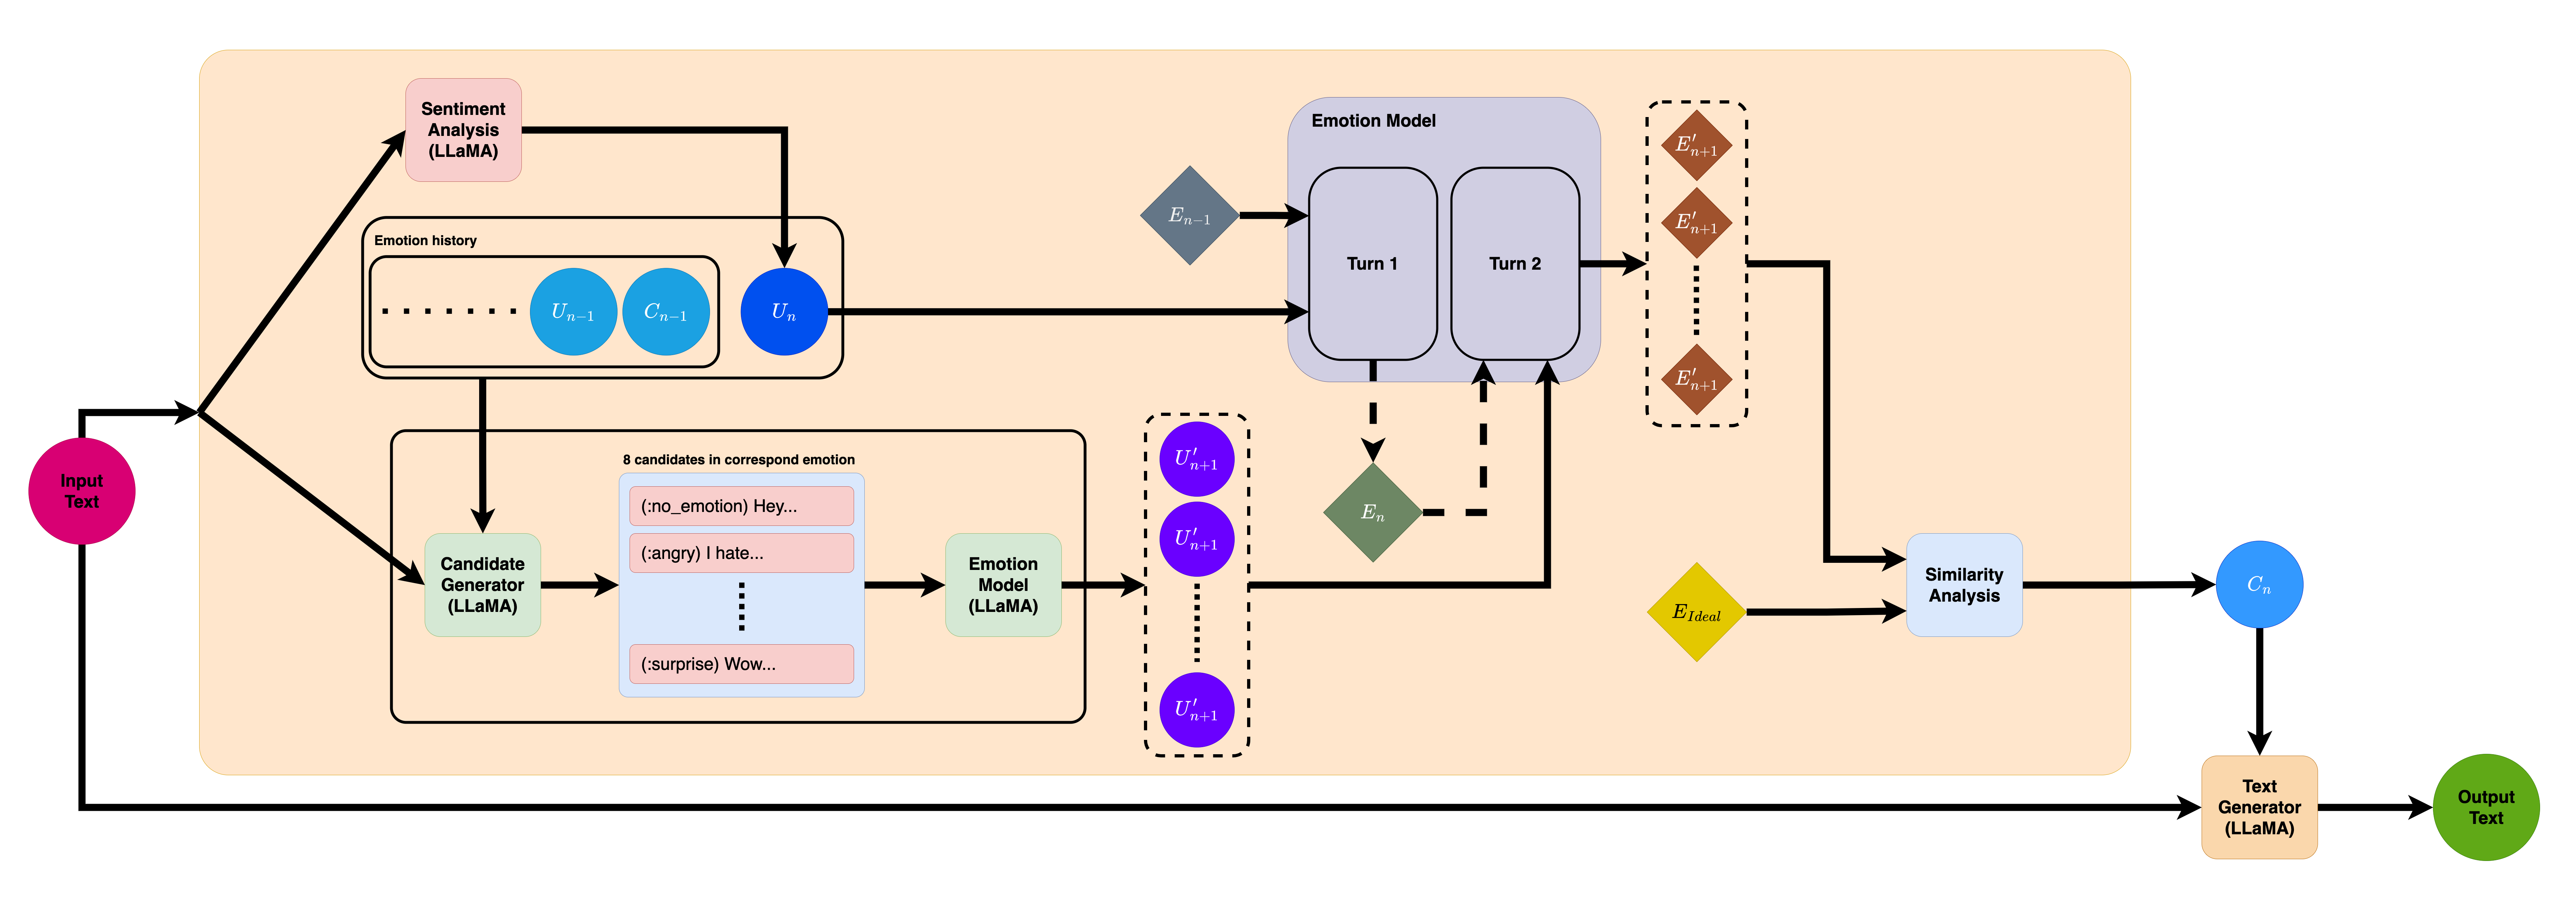 Sentiment
Analysis
(LLaMA)
Emotion Model
Turn 1
Turn 2
E_{n-1}
E'_{n+1}
E'_{n+1}
E'_{n+1}
Emotion history
. . . . . . .
U_{n-1}
C_{n-1}
U_n
Input
Text
8 candidates in correspond emotion
(:no_emotion) Hey...
(:angry) I hate...
(:surprise) Wow...
Candidate
Generator
(LLaMA)
Emotion
Model
(LLaMA)
U'_{n+1}
U'_{n+1}
U'_{n+1}
E_n
E_{Ideal}
Similarity
Analysis
C_n
Text
Generator
(LLaMA)
Output
Text